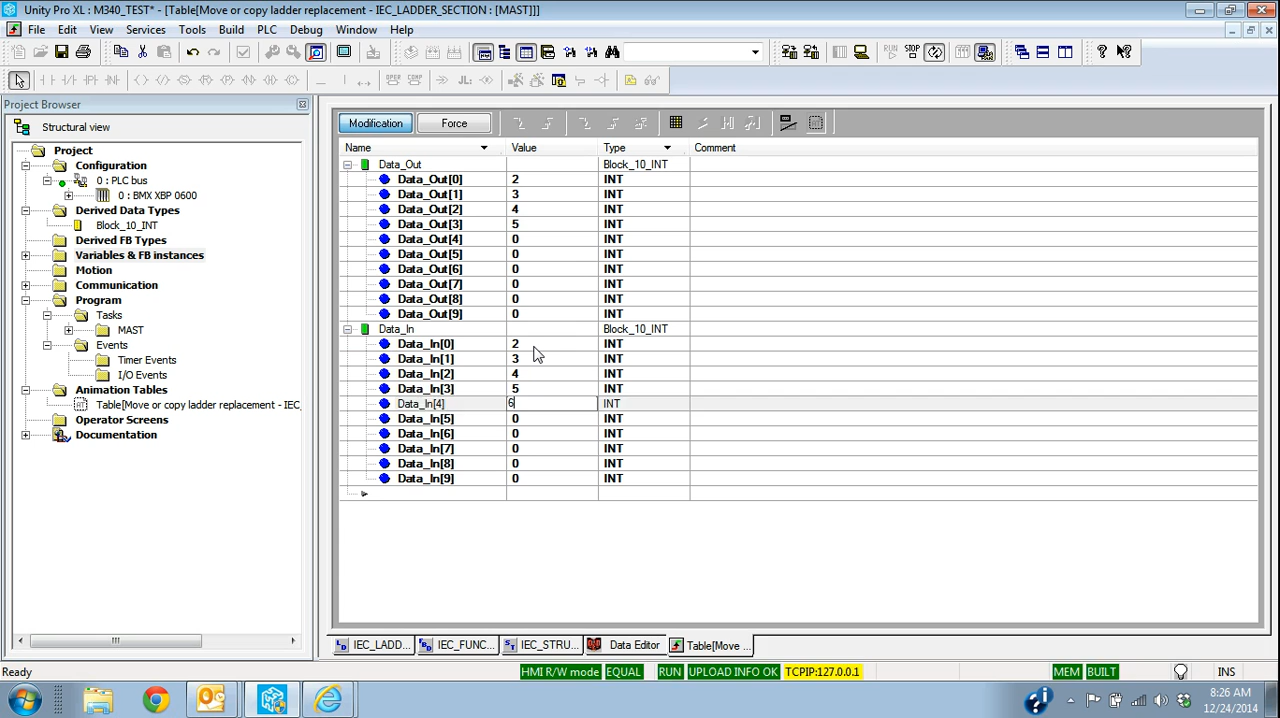 Unity Pro XL : M340_TEST* - [Table[Move or copy ladder replacement - IEC_LADDER_SECTION : [MAST]]]
File Edit View Services Tools Build PLC Debug Window Help
Project Browser
Structural view
Project
Configuration
0 : PLC bus
0 : BMX XBP 0600
Derived Data Types
Block_10_INT
Derived FB Types
Variables & FB instances
Motion
Communication
Program
Tasks
MAST
Events
Timer Events
I/O Events
Animation Tables
Table[Move or copy ladder replacement - IEC_
Operator Screens
Documentation
Modification Force
Name Value Type Comment
Data_Out Block_10_INT
Data_Out[0] 2 INT
Data_Out[1] 3 INT
Data_Out[2] 4 INT
Data_Out[3] 5 INT
Data_Out[4] 0 INT
Data_Out[5] 0 INT
Data_Out[6] 0 INT
Data_Out[7] 0 INT
Data_Out[8] 0 INT
Data_Out[9] 0 INT
Data_In Block_10_INT
Data_In[0] 2 INT
Data_In[1] 3 INT
Data_In[2] 4 INT
Data_In[3] 5 INT
Data_In[4] 6 INT
Data_In[5] 0 INT
Data_In[6] 0 INT
Data_In[7] 0 INT
Data_In[8] 0 INT
Data_In[9] 0 INT
IEC_LADD... IEC_FUNC... IEC_STRU... Data Editor Table[Move ...
Ready HMI R/W mode EQUAL RUN UPLOAD INFO OK TCPIP:127.0.0.1 MEM BUILT INS
8:26 AM
12/24/2014